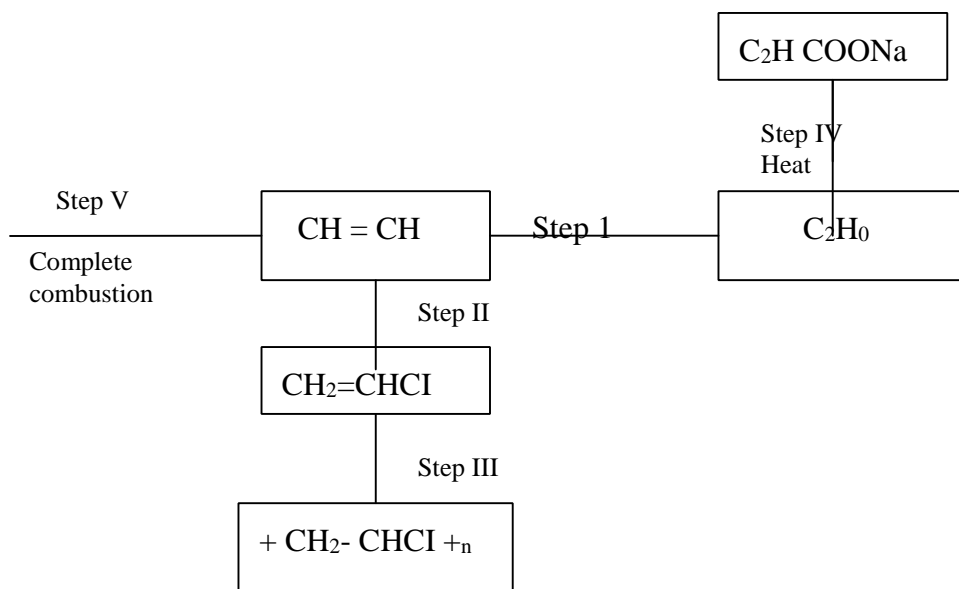 C₂H COONa
Step IV
Heat
Step V
CH = CH
Step 1
C₂H₀
Complete
combustion
Step II
CH₂=CHCI
Step III
+ CH₂- CHCI +ₙ